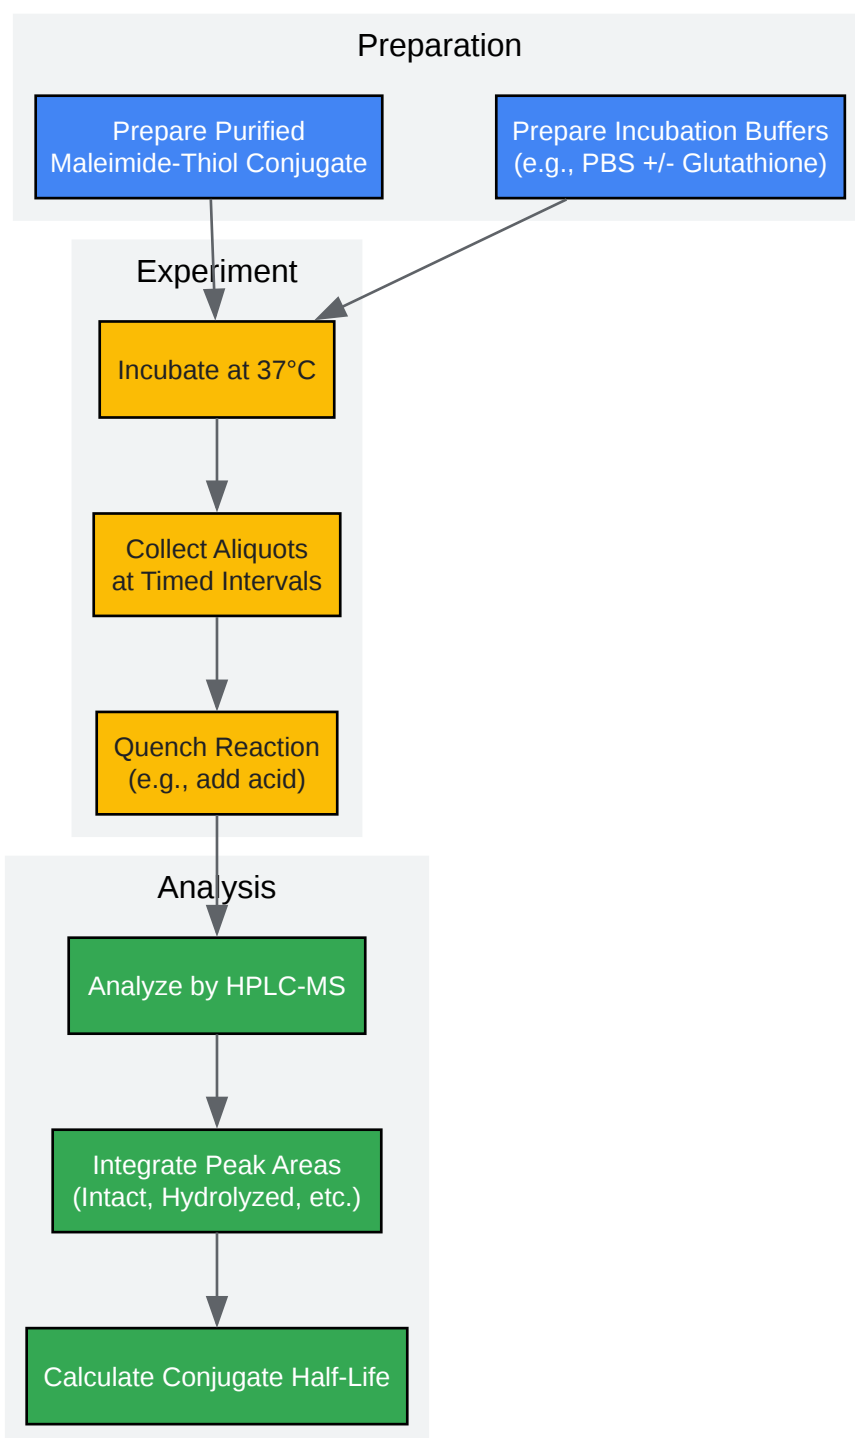 Preparation
Prepare Purified
Maleimide-Thiol Conjugate
Prepare Incubation Buffers
(e.g., PBS +/- Glutathione)
Experiment
Incubate at 37°C
Collect Aliquots
at Timed Intervals
Quench Reaction
(e.g., add acid)
Analysis
Analyze by HPLC-MS
Integrate Peak Areas
(Intact, Hydrolyzed, etc.)
Calculate Conjugate Half-Life